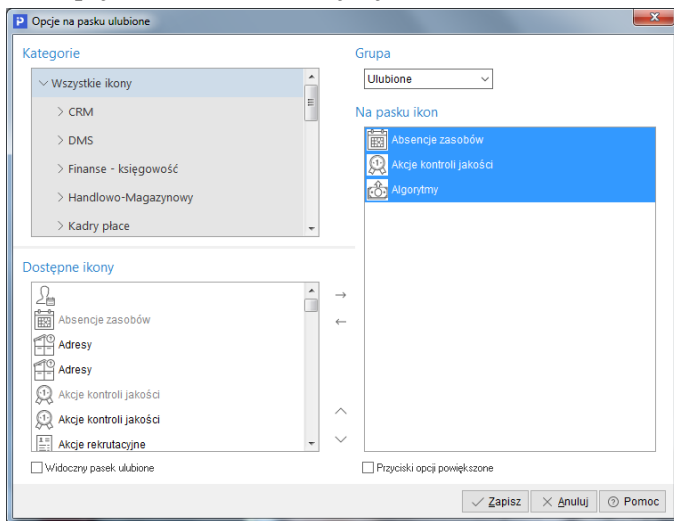 Opcje na pasku ulubione
Kategorie
Wszystkie ikony
CRM
DMS
Finanse - księgowość
Handlowo-Magazynowy
Kadry płace
Dostępne ikony
Absencje zasobów
Adresy
Adresy
Akcje kontroli jakości
Akcje kontroli jakości
Akcje rekrutacyjne
Widoczny pasek ulubione
Grupa
Ulubione
Na pasku ikon
Absencje zasobów
Akcje kontroli jakości
Algorytmy
Przyciski opcji powiększone
Zapisz
Anuluj
Pomoc